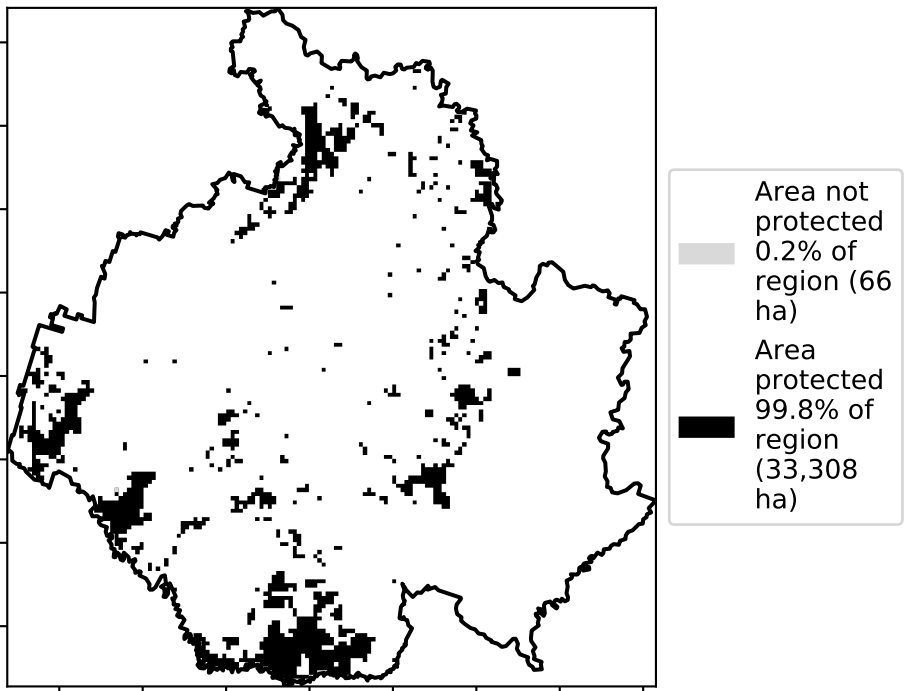 Area not
protected
0.2% of
region (66
ha)
Area
protected
99.8% of
region
(33,308
ha)